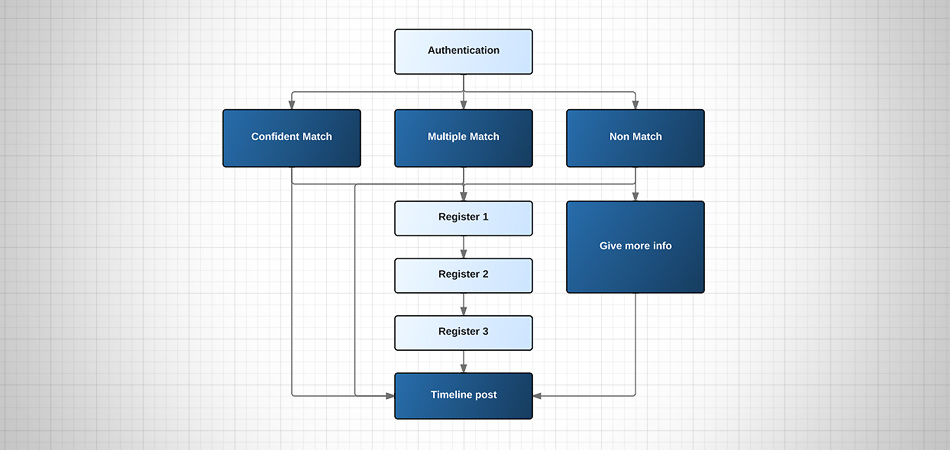 Authentication
Confident Match
Multiple Match
Non Match
Register 1
Give more info
Register 2
Register 3
Timeline post